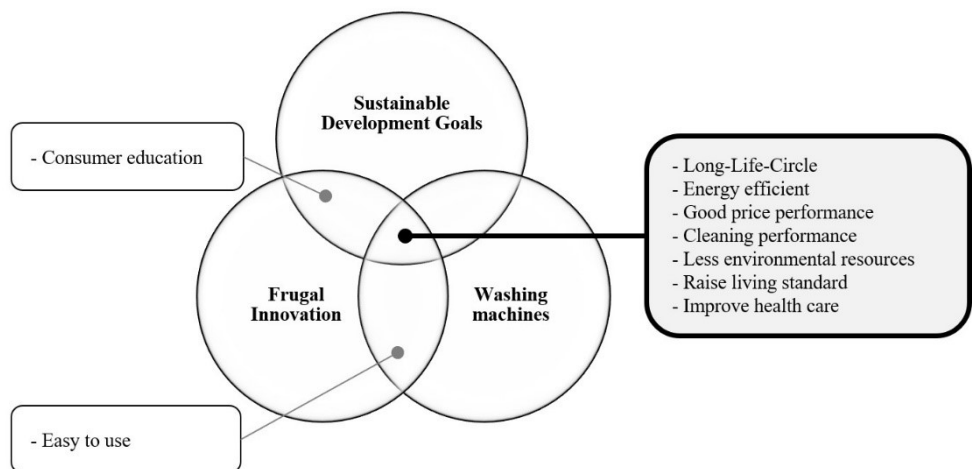 Sustainable
Development Goals
- Consumer education
- Long-Life-Circle
- Energy efficient
- Good price performance
- Cleaning performance
- Less environmental resources
- Raise living standard
- Improve health care
Frugal
Innovation
Washing
machines
- Easy to use